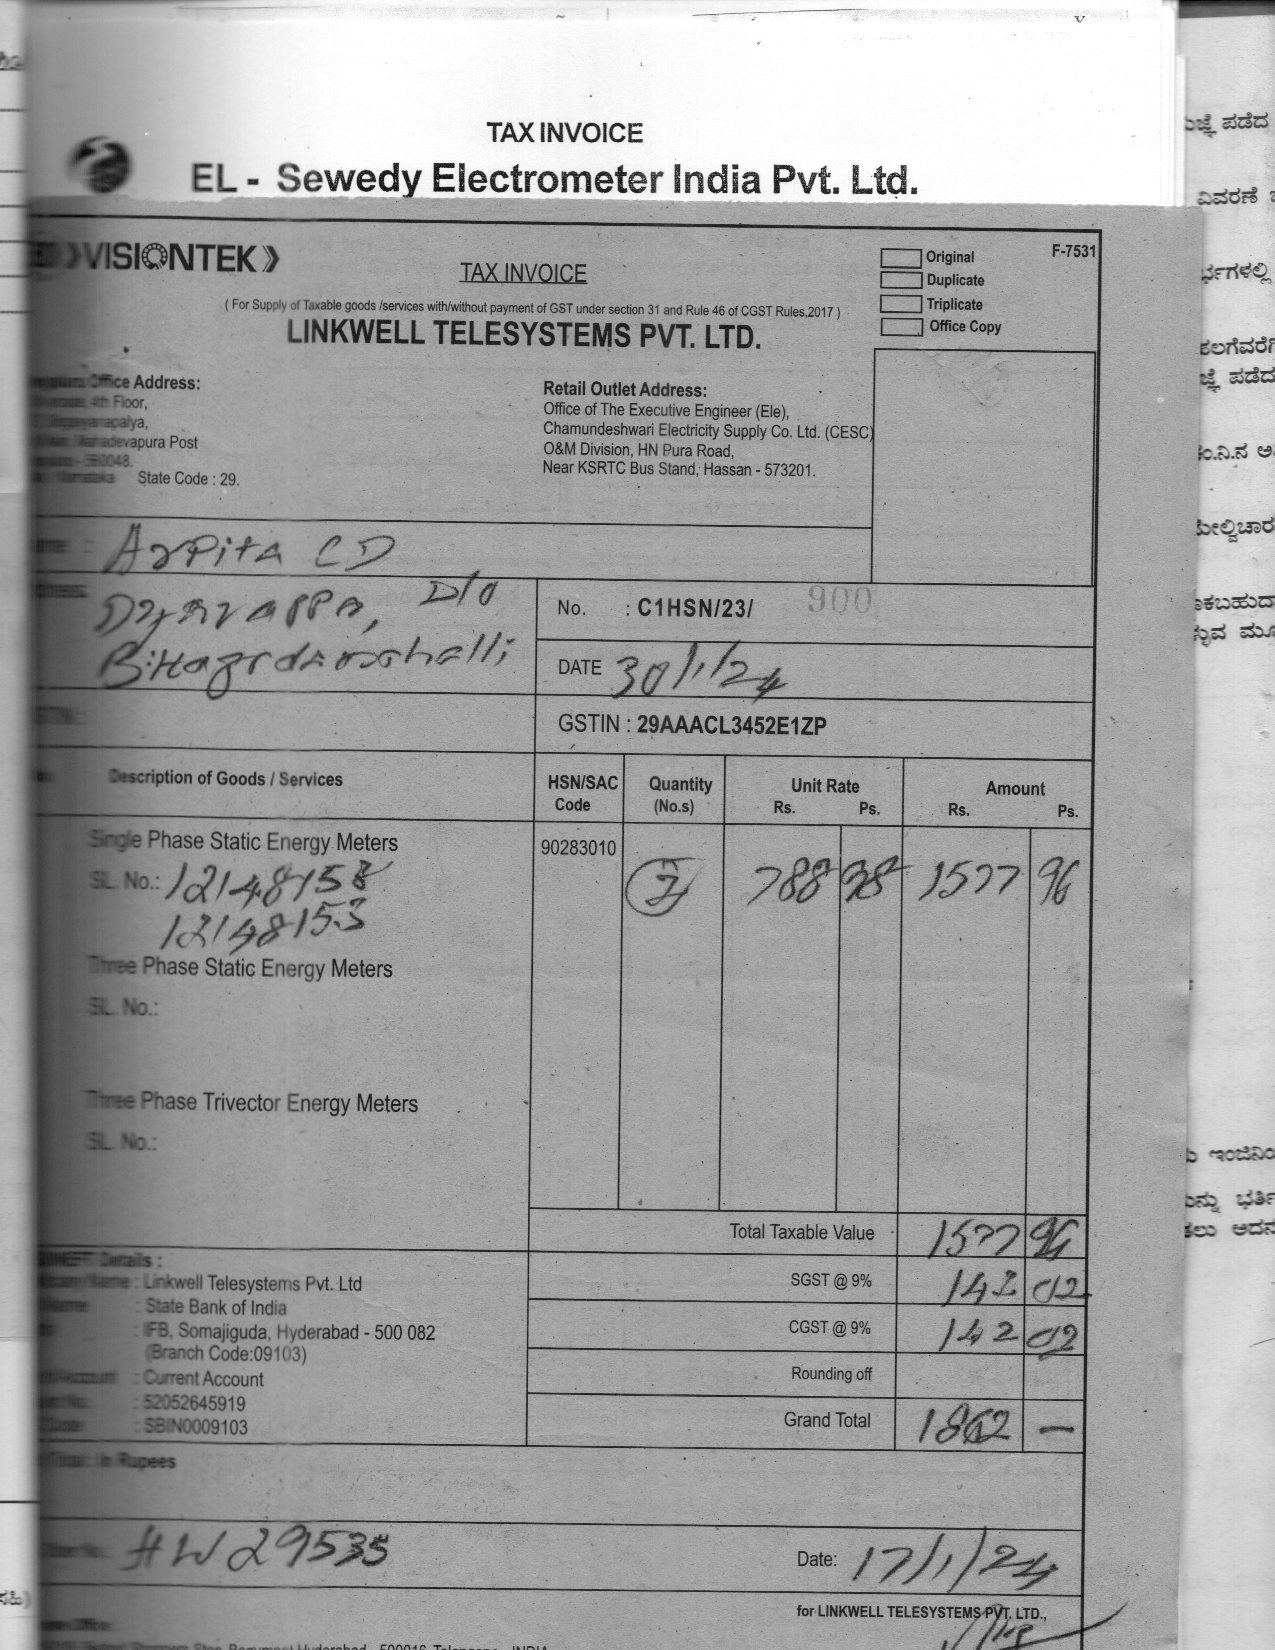 TAX INVOICE
EL - Sewedy Electrometer India Pvt. Ltd.
VISIONTEK
TAX INVOICE
Original
Duplicate
Triplicate
Office Copy
F-7531
( For Supply of Taxable goods /services with/without payment of GST under section 31 and Rule 46 of CGST Rules,2017 )
LINKWELL TELESYSTEMS PVT. LTD.
Office Address:
4th Floor,
Mahadevapura Post
560048.
State Code : 29.
Retail Outlet Address:
Office of The Executive Engineer (Ele),
Chamundeshwari Electricity Supply Co. Ltd. (CESC)
O&M Division, HN Pura Road,
Near KSRTC Bus Stand, Hassan - 573201.
Arpita C D
D/o
No. : C1HSN/23/ 900
DATE 30/1/24
GSTIN : 29AAACL3452E1ZP
Description of Goods / Services HSN/SAC Code Quantity (No.s) Unit Rate Rs. Ps. Amount Rs. Ps.
Single Phase Static Energy Meters 90283010 2 788 98 1577 96
SL. No.: 12148158
12148153
Three Phase Static Energy Meters
SL. No.:
Three Phase Trivector Energy Meters
SL. No.:
Total Taxable Value 1577 96
Details :
Name : Linkwell Telesystems Pvt. Ltd
: State Bank of India
: IFB, Somajiguda, Hyderabad - 500 082
(Branch Code:09103)
: Current Account
: 52052645919
: SBIN0009103
SGST @ 9% 142 02
CGST @ 9% 142 02
Rounding off
Grand Total 1862 —
In Rupees
HW 29535
Date: 17/1/24
for LINKWELL TELESYSTEMS PVT. LTD.,
ಪಡೆದ
ವಿವರಣೆ
ಪಡೆದ